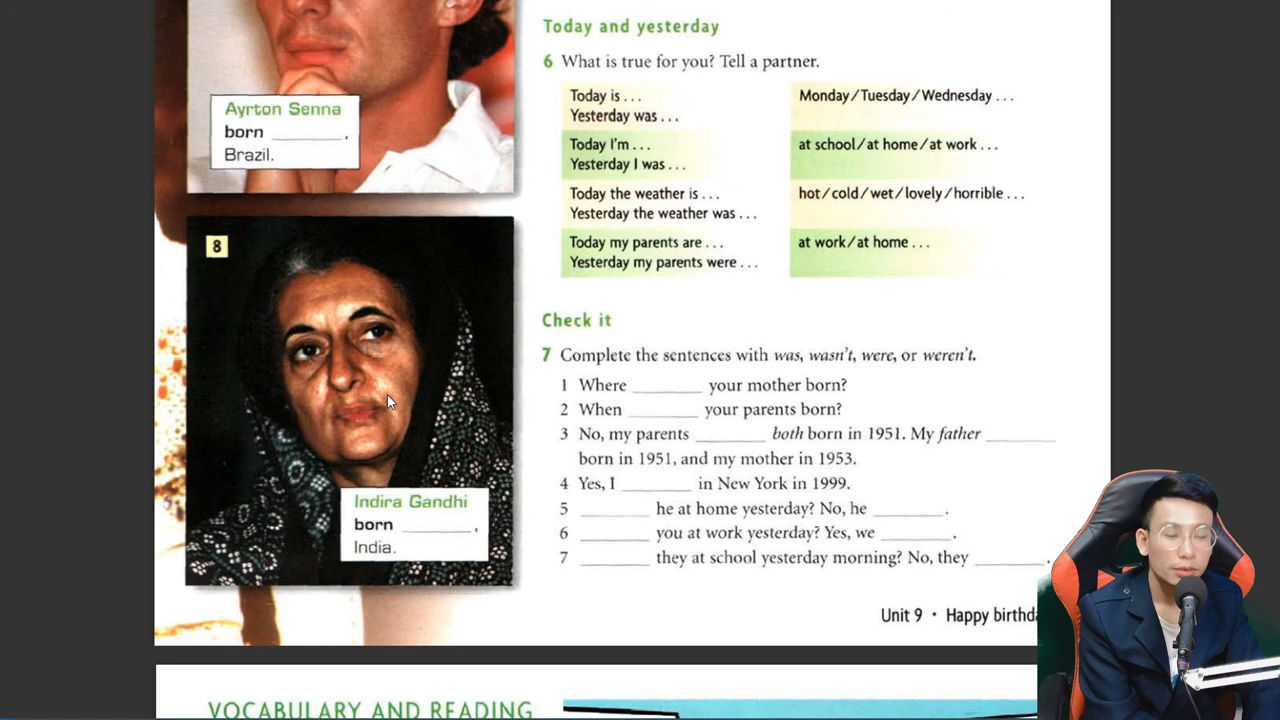 Ayrton Senna
born ________,
Brazil.
8
Indira Gandhi
born ________,
India.
Today and yesterday
6 What is true for you? Tell a partner.
Today is . . . Monday / Tuesday / Wednesday . . .
Yesterday was . . .
Today I'm . . . at school / at home / at work . . .
Yesterday I was . . .
Today the weather is . . . hot / cold / wet / lovely / horrible . . .
Yesterday the weather was . . .
Today my parents are . . . at work / at home . . .
Yesterday my parents were . . .
Check it
7 Complete the sentences with was, wasn't, were, or weren't.
1 Where ________ your mother born?
2 When ________ your parents born?
3 No, my parents ________ both born in 1951. My father ________
born in 1951, and my mother in 1953.
4 Yes, I ________ in New York in 1999.
5 ________ he at home yesterday? No, he ________.
6 ________ you at work yesterday? Yes, we ________.
7 ________ they at school yesterday morning? No, they ________.
Unit 9 • Happy
VOCABULARY AND READING